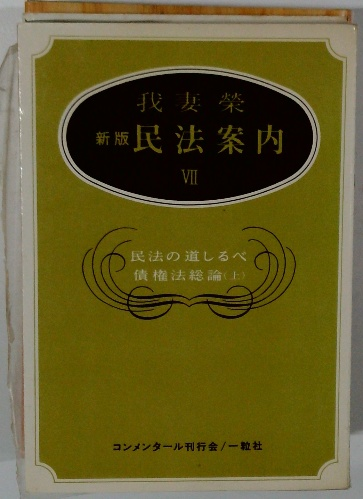 我妻榮
新版 民法案内
VII
民法の道しるべ
債権法総論(上)
コンメンタール刊行会/一粒社